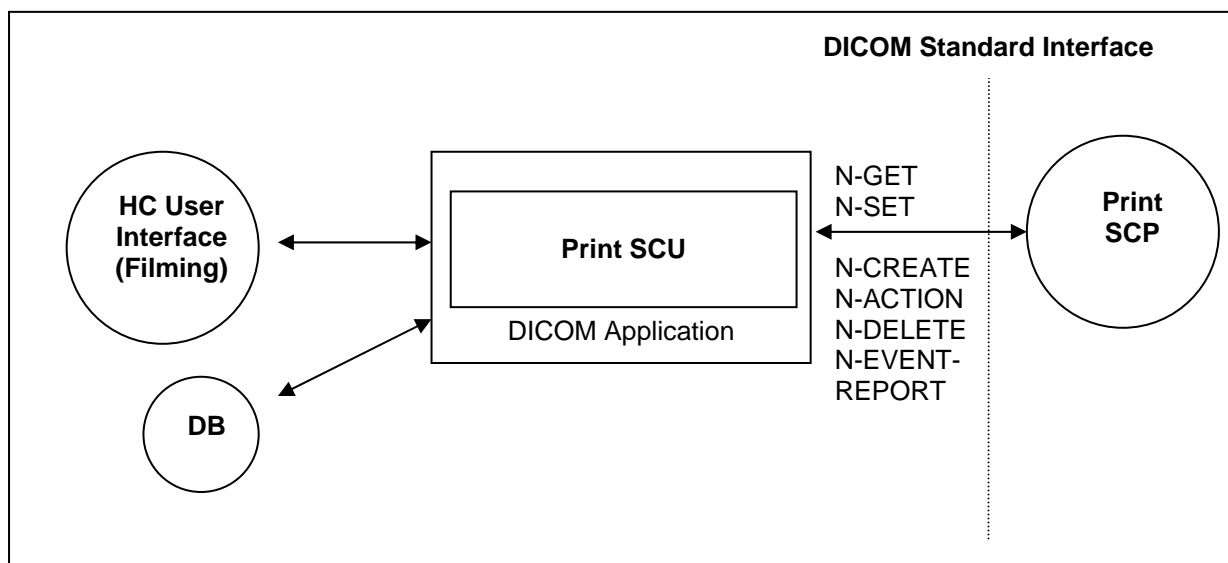 DICOM Standard Interface
HC User
Interface
(Filming)
DB
Print SCU
DICOM Application
N-GET
N-SET
N-CREATE
N-ACTION
N-DELETE
N-EVENT-
REPORT
Print
SCP